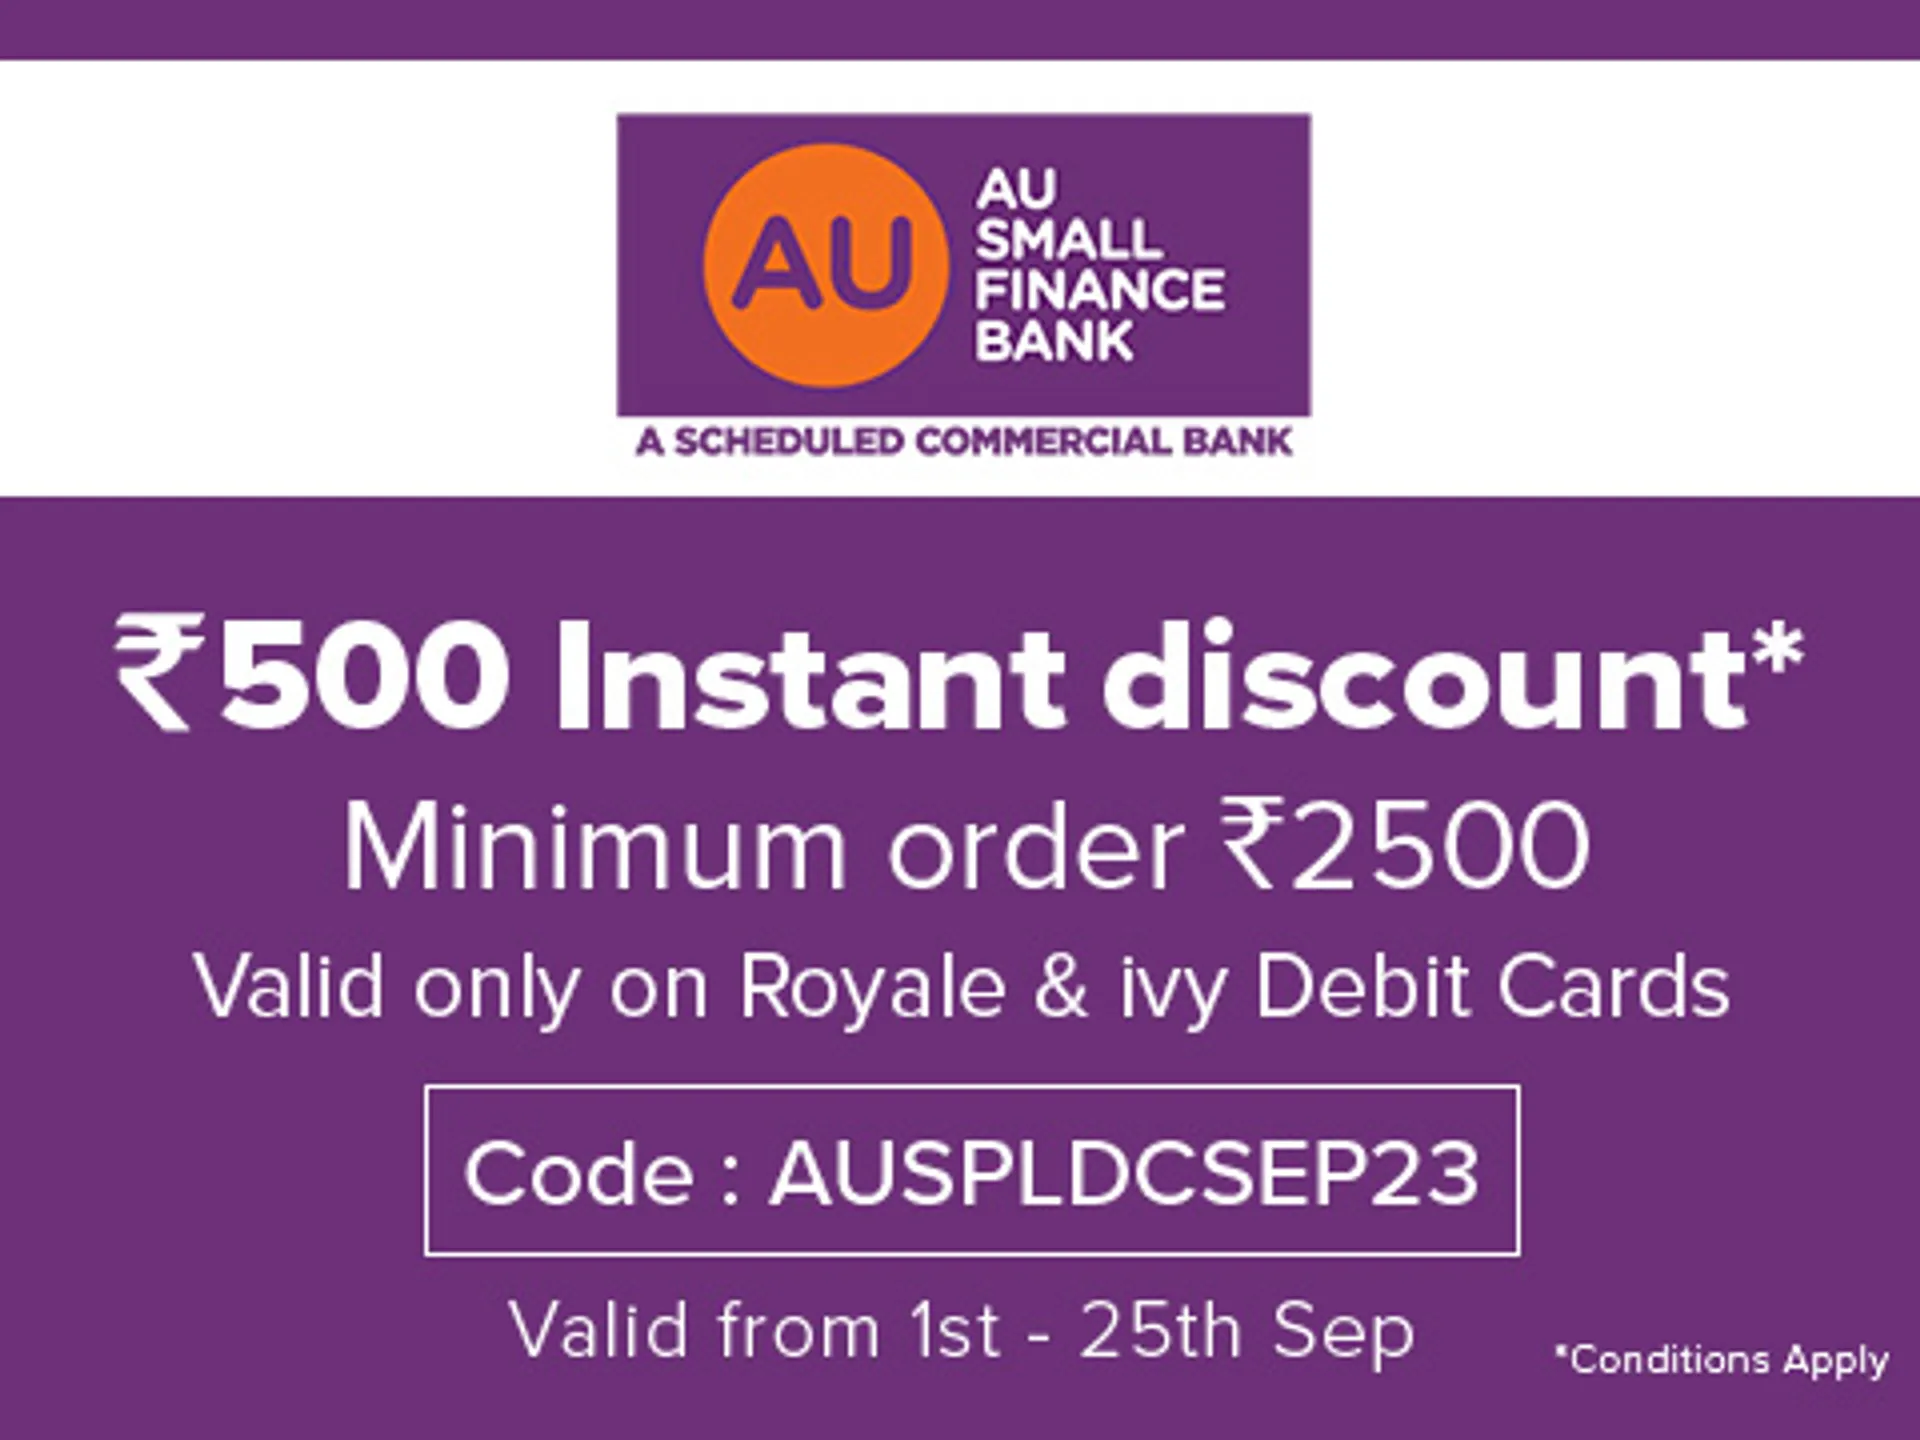 AU
AU
SMALL
FINANCE
BANK
A SCHEDULED COMMERCIAL BANK
₹500 Instant discount*
Minimum order ₹2500
Valid only on Royale & ivy Debit Cards
Code : AUSPLDCSEP23
Valid from 1st - 25th Sep
*Conditions Apply